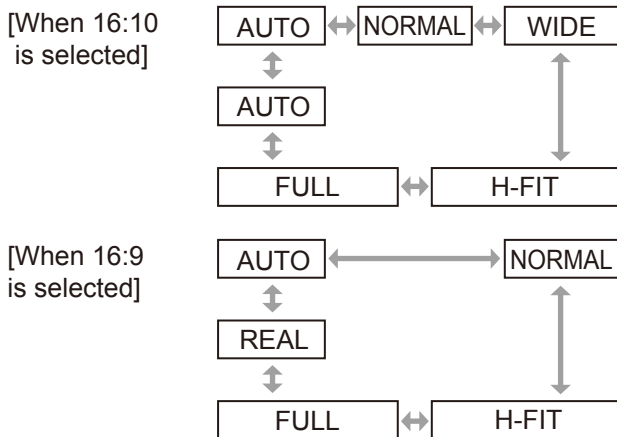 [When 16:10
is selected]
AUTO NORMAL WIDE
AUTO
FULL H-FIT
[When 16:9
is selected]
AUTO NORMAL
REAL
FULL H-FIT